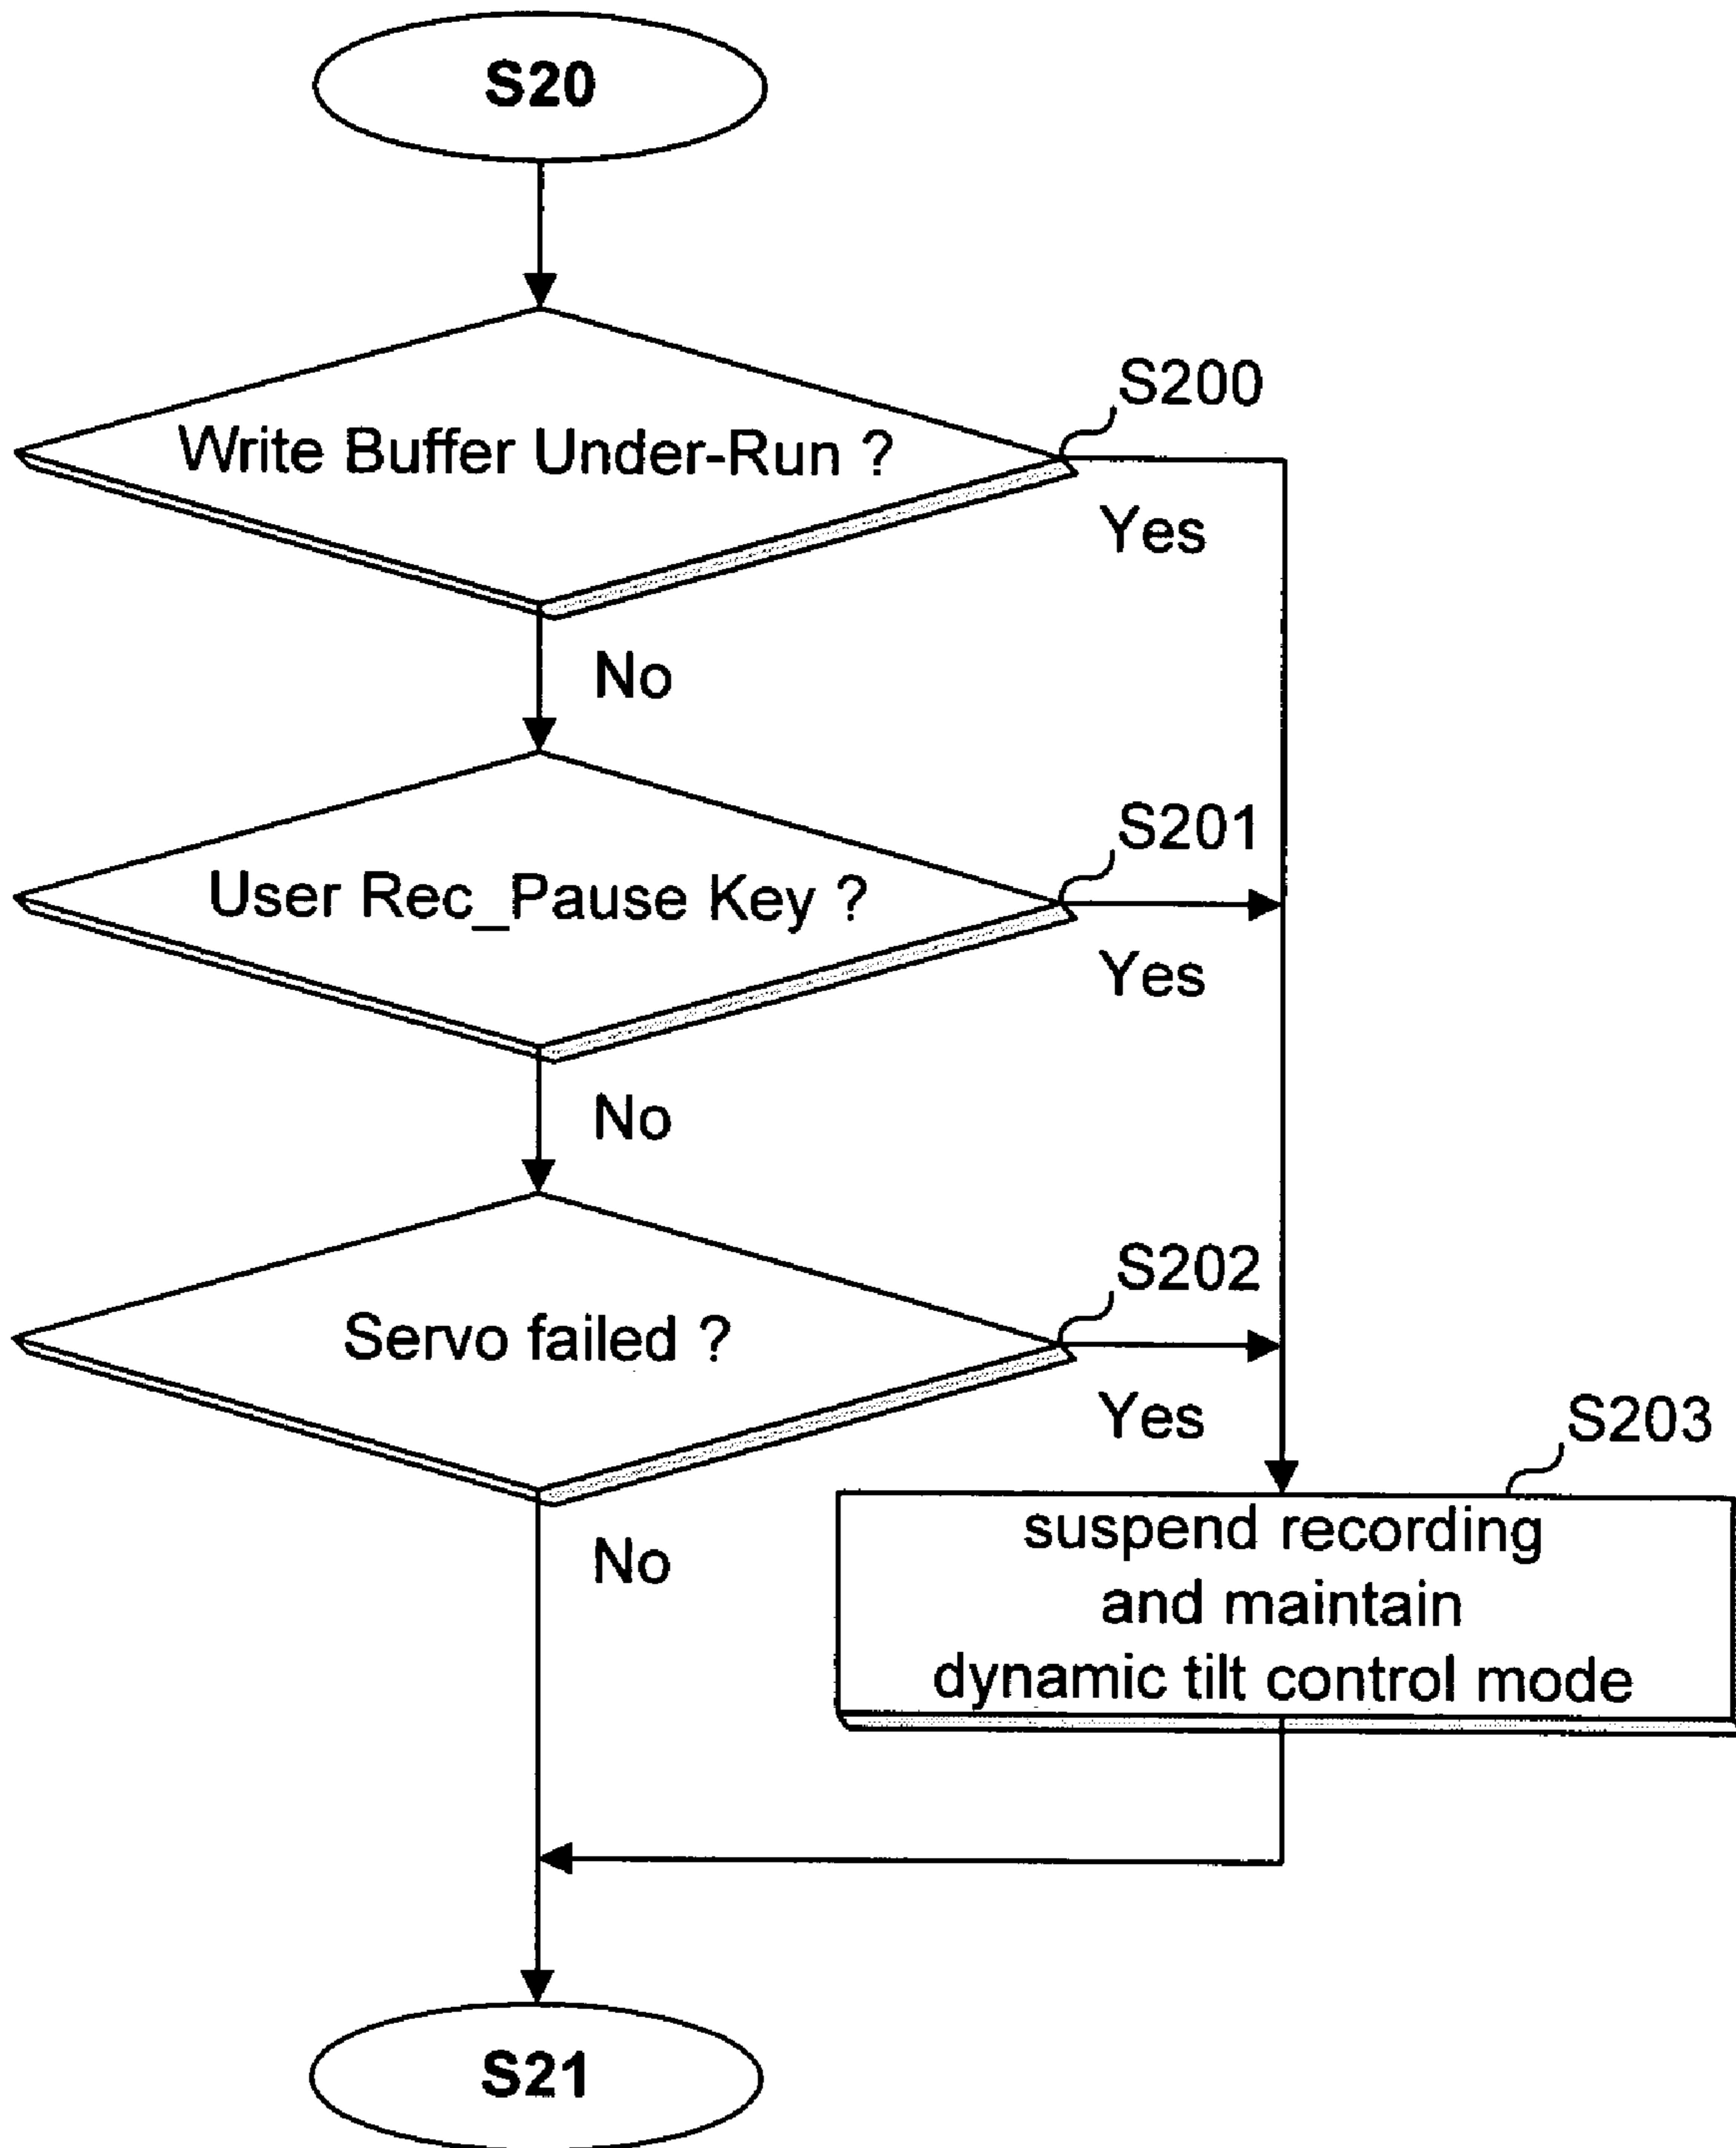 S20
S200
Write Buffer Under-Run ?
Yes
No
S201
User Rec_Pause Key ?
Yes
No
S202
Servo failed ?
Yes
S203
No
suspend recording
and maintain
dynamic tilt control mode
S21